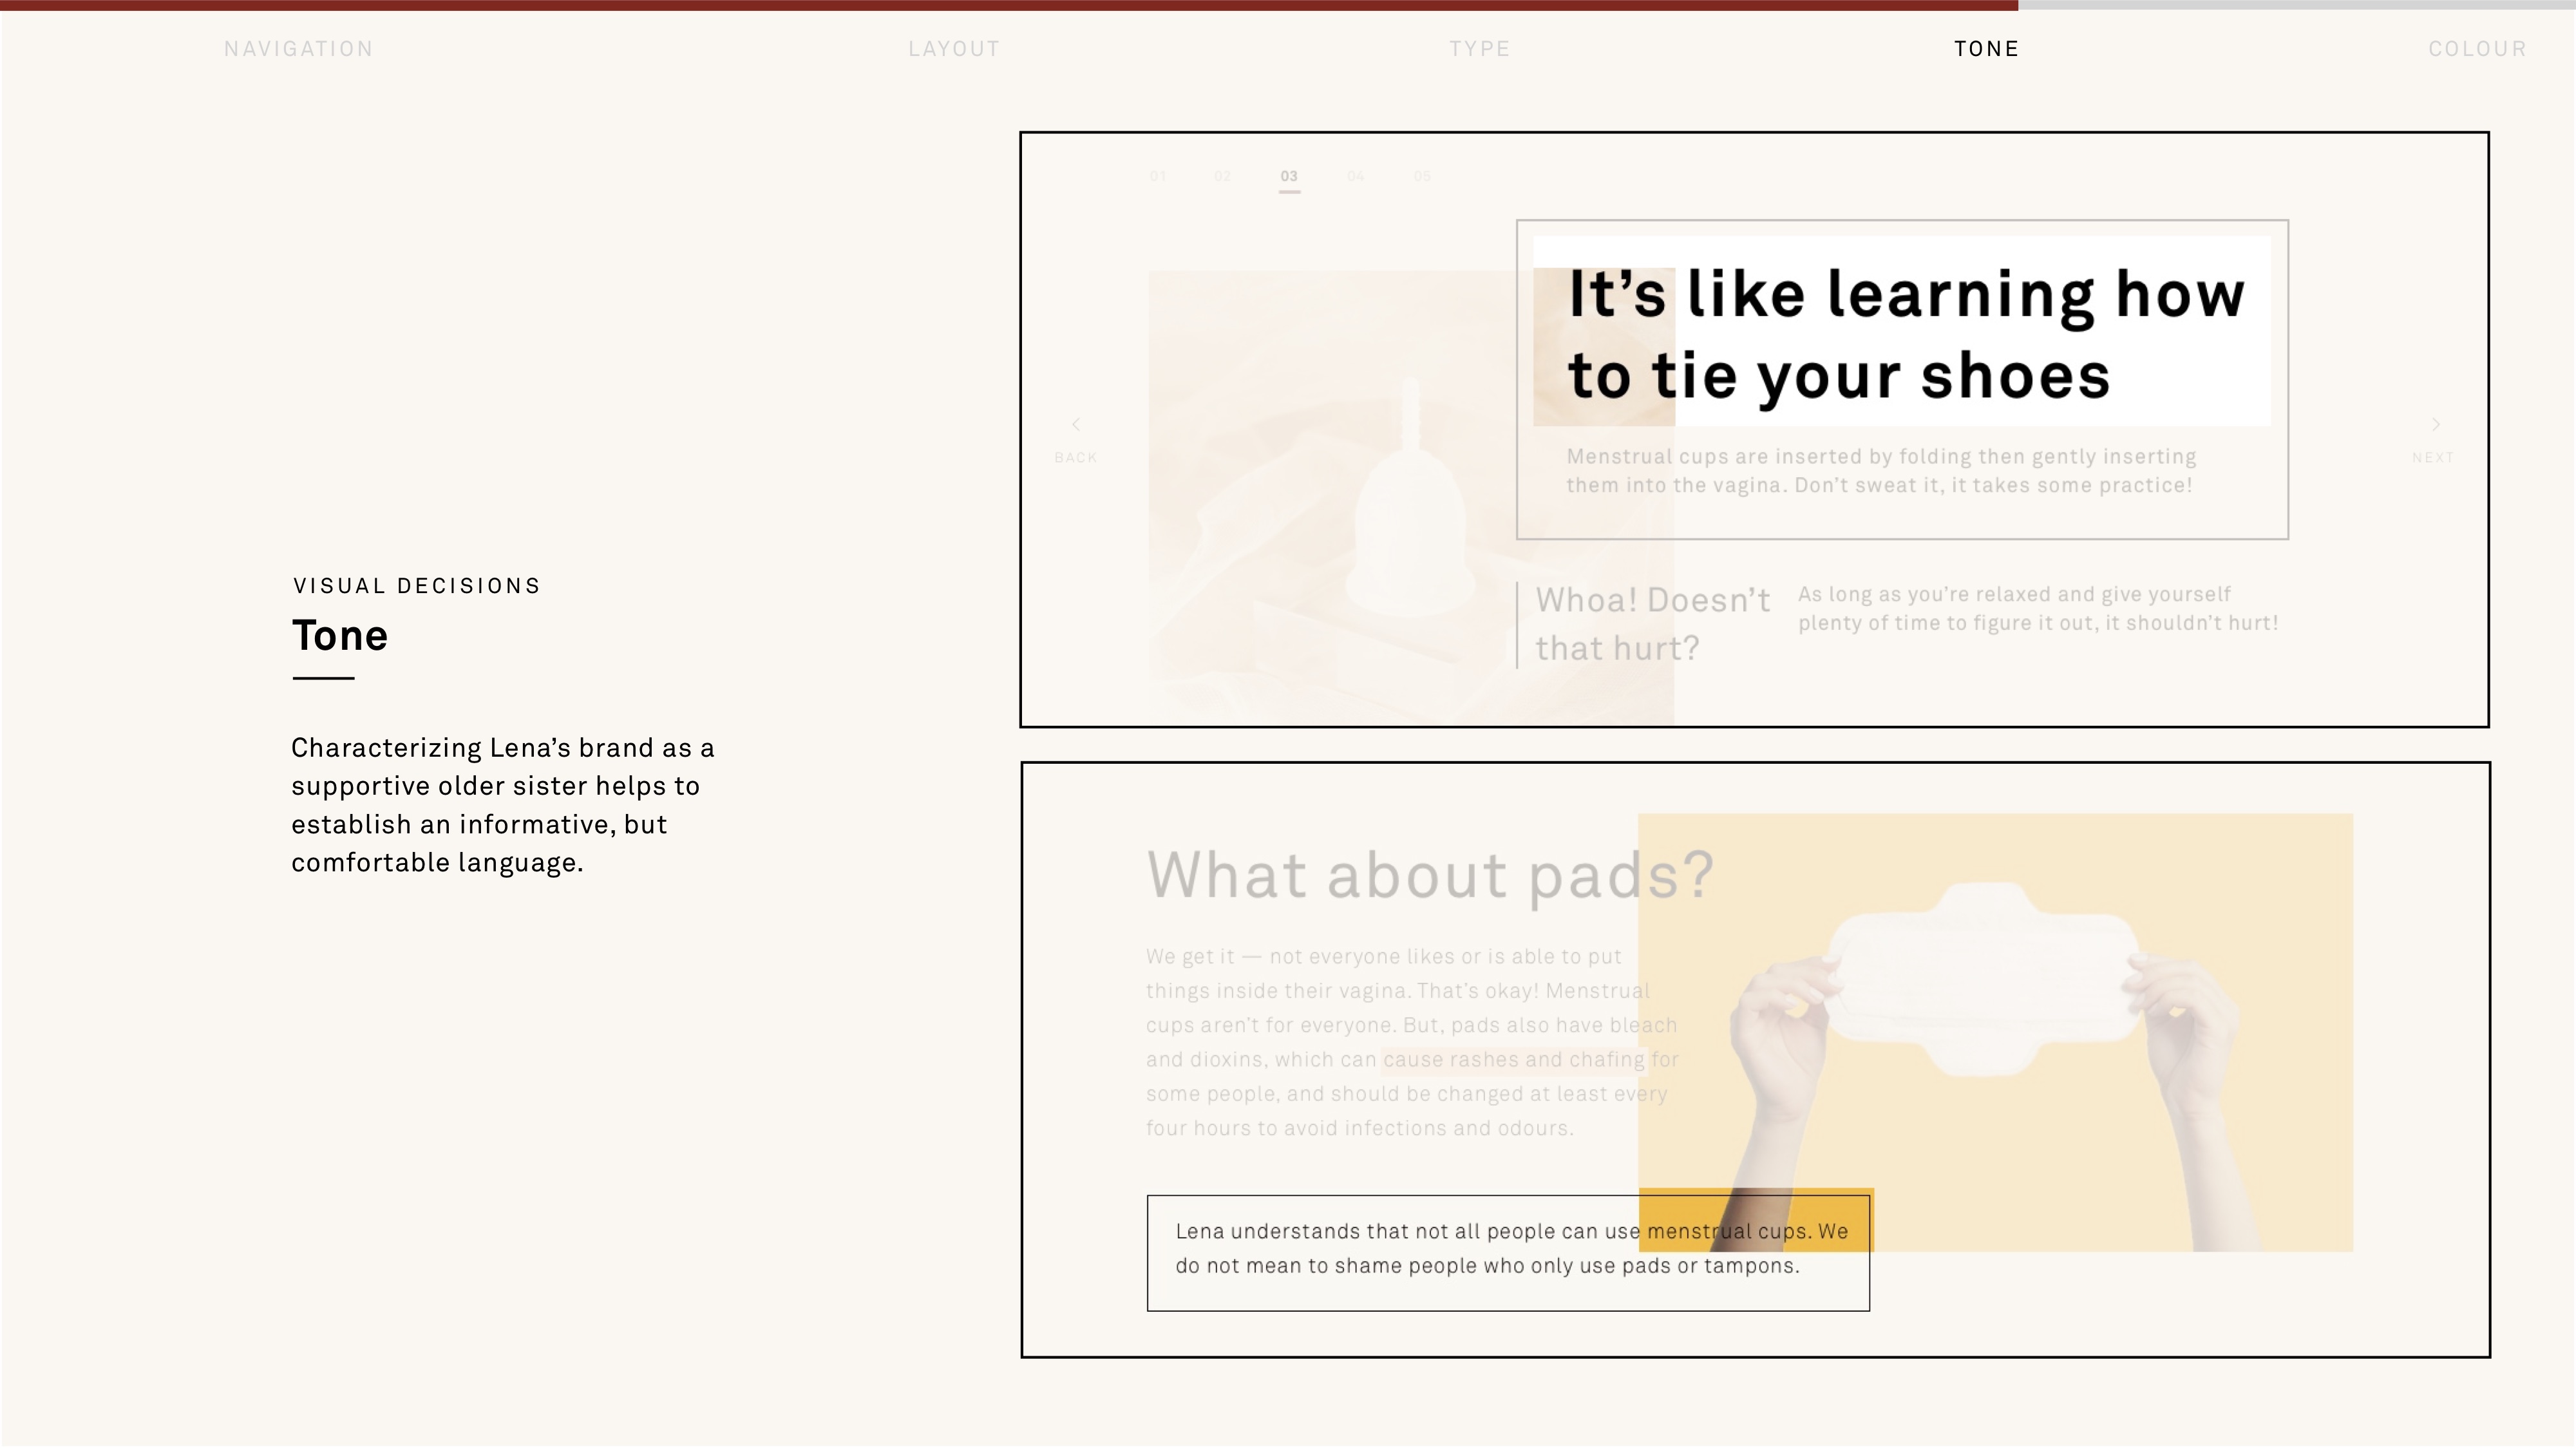 NAVIGATION
LAYOUT
TYPE
TONE
COLOUR
VISUAL DECISIONS
Tone
Characterizing Lena’s brand as a
supportive older sister helps to
establish an informative, but
comfortable language.
01
02
03
04
05
BACK
It’s like learning how
to tie your shoes
Menstrual cups are inserted by folding then gently inserting
them into the vagina. Don’t sweat it, it takes some practice!
NEXT
Whoa! Doesn’t
that hurt?
As long as you’re relaxed and give yourself
plenty of time to figure it out, it shouldn’t hurt!
What about pads?
We get it — not everyone likes or is able to put
things inside their vagina. That’s okay! Menstrual
cups aren’t for everyone. But, pads also have bleach
and dioxins, which can cause rashes and chafing for
some people, and should be changed at least every
four hours to avoid infections and odours.
Lena understands that not all people can use menstrual cups. We
do not mean to shame people who only use pads or tampons.